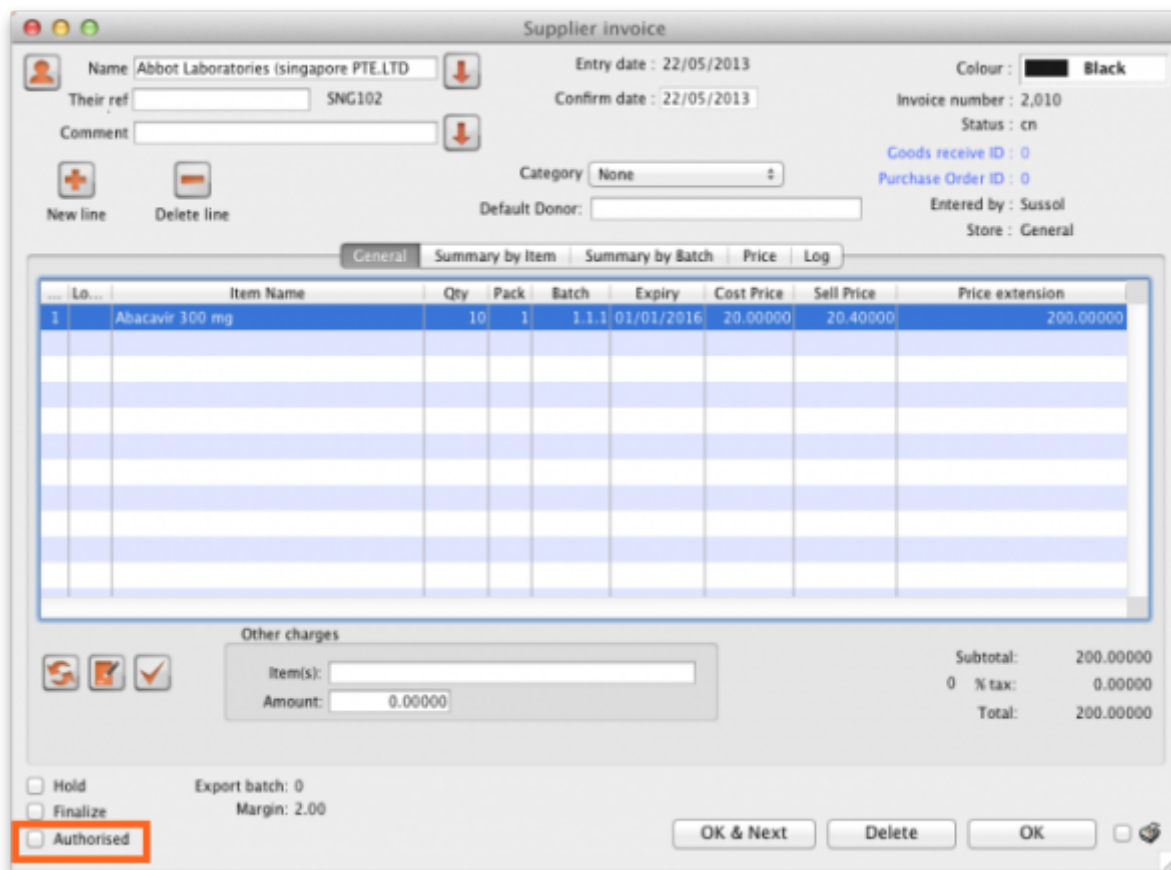 Supplier invoice
Name Abbot Laboratories (singapore PTE.LTD
Entry date : 22/05/2013
Colour : Black
Their ref SNG102
Confirm date : 22/05/2013
Invoice number : 2,010
Comment
Status : cn
Goods receive ID : 0
Category None
Purchase Order ID : 0
New line Delete line
Default Donor:
Entered by : Sussol
Store : General
General Summary by Item Summary by Batch Price Log
... Lo... Item Name Qty Pack Batch Expiry Cost Price Sell Price Price extension
1 Abacavir 300 mg 10 1 1.1.1 01/01/2016 20.00000 20.40000 200.00000
Other charges
Item(s):
Amount: 0.00000
Subtotal: 200.00000
0 % tax: 0.00000
Total: 200.00000
Hold Export batch: 0
Finalize Margin: 2.00
Authorised
OK & Next Delete OK